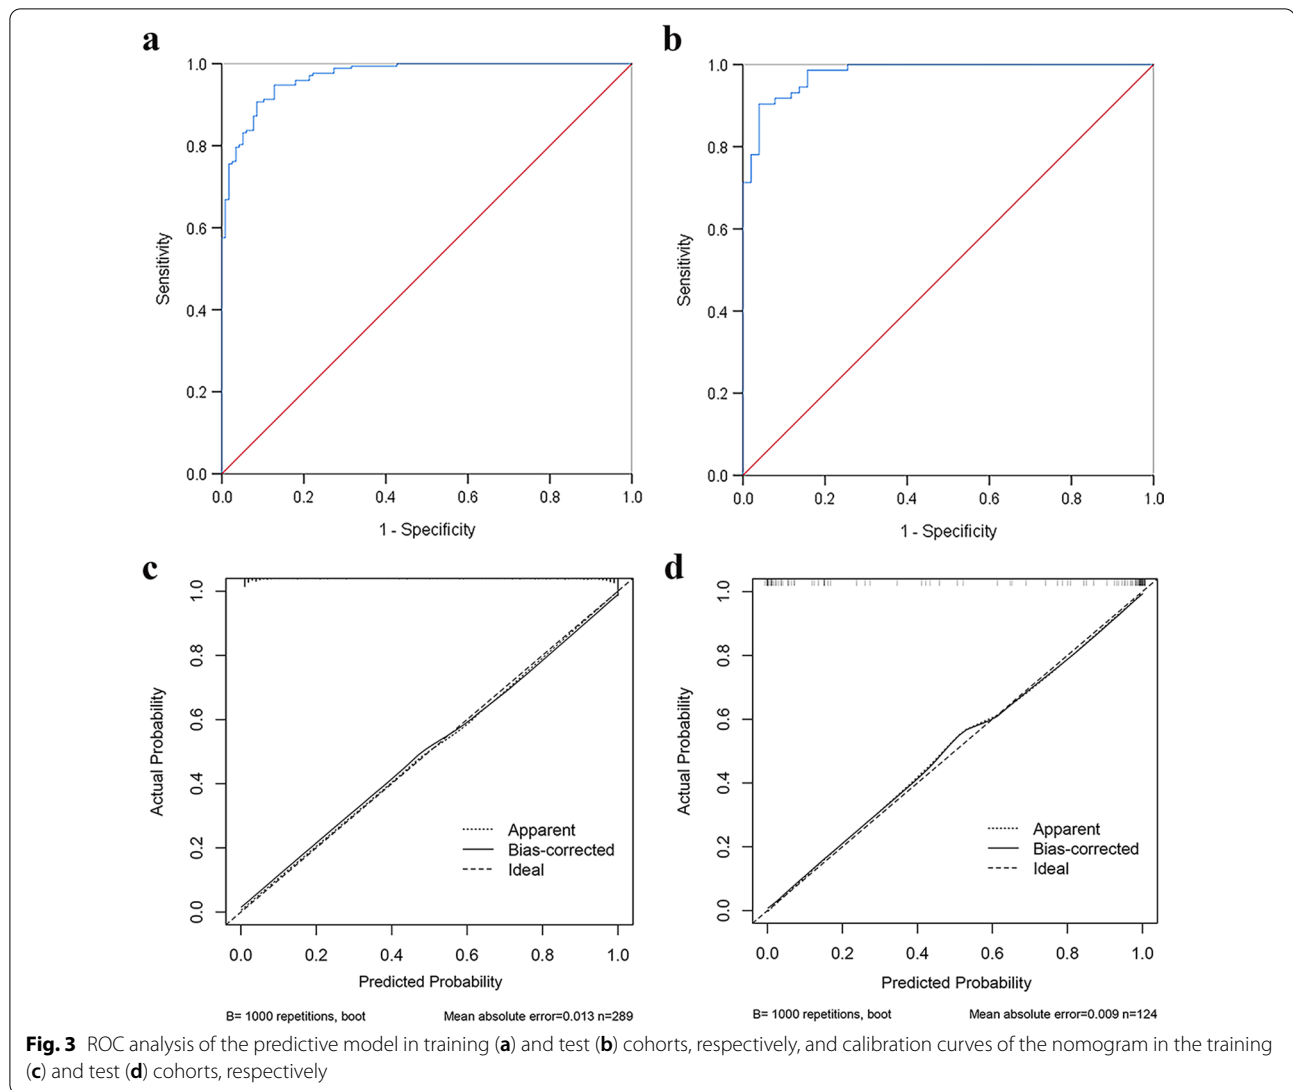 a
1.0
0.8
0.6
0.4
0.2
0.0
Sensitivity
0.0 0.2 0.4 0.6 0.8 1.0
1 - Specificity
b
1.0
0.8
0.6
0.4
0.2
0.0
Sensitivity
0.0 0.2 0.4 0.6 0.8 1.0
1 - Specificity
c
1.0
0.8
0.6
0.4
0.2
0.0
Actual Probability
Apparent
Bias-corrected
Ideal
0.0 0.2 0.4 0.6 0.8 1.0
Predicted Probability
B= 1000 repetitions, boot Mean absolute error=0.013 n=289
d
1.0
0.8
0.6
0.4
0.2
0.0
Actual Probability
Apparent
Bias-corrected
Ideal
0.0 0.2 0.4 0.6 0.8 1.0
Predicted Probability
B= 1000 repetitions, boot Mean absolute error=0.009 n=124
Fig. 3 ROC analysis of the predictive model in training (a) and test (b) cohorts, respectively, and calibration curves of the nomogram in the training
(c) and test (d) cohorts, respectively